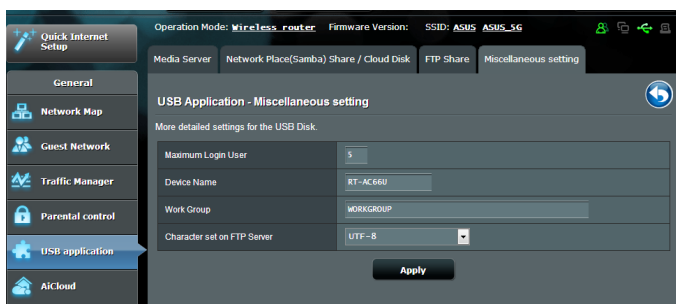 Quick Internet
Setup
Operation Mode: Wireless router Firmware Version: SSID: ASUS ASUS_5G
Media Server Network Place(Samba) Share / Cloud Disk FTP Share Miscellaneous setting
General
Network Map
Guest Network
Traffic Manager
Parental control
USB application
AiCloud
USB Application - Miscellaneous setting
More detailed settings for the USB Disk.
Maximum Login User 5
Device Name RT-AC66U
Work Group WORKGROUP
Character set on FTP Server UTF-8
Apply